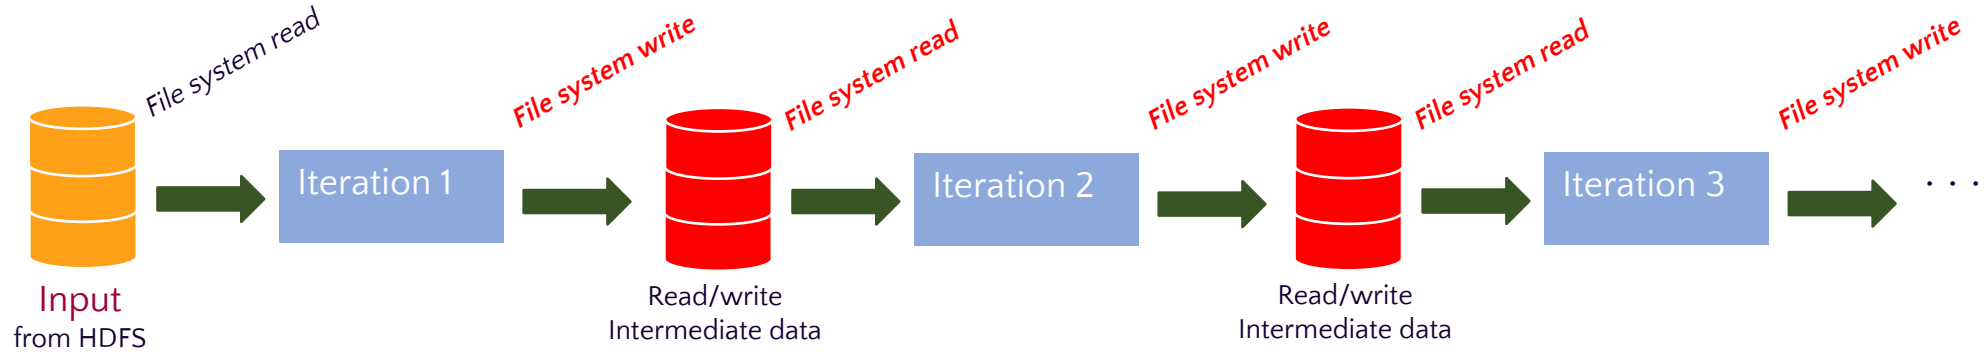 File system read
File system write
File system read
File system write
File system read
File system write
Iteration 1
Iteration 2
Iteration 3
. . .
Input
from HDFS
Read/write
Intermediate data
Read/write
Intermediate data